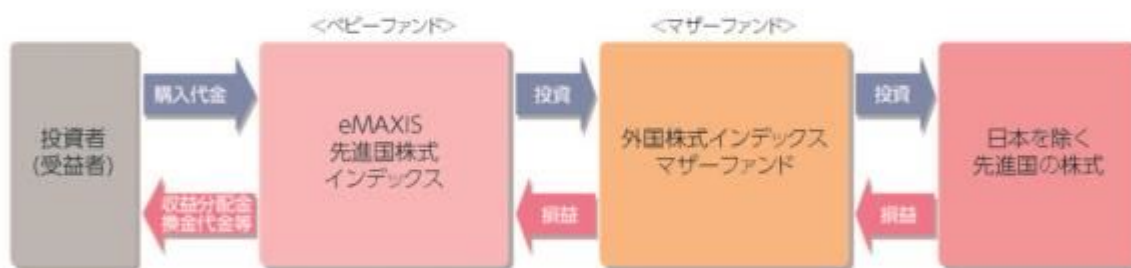 ＜ベビーファンド＞
＜マザーファンド＞
投資者
(受益者)
購入代金
収益分配金
換金代金等
eMAXIS
先進国株式
インデックス
投資
損益
外国株式インデックス
マザーファンド
投資
損益
日本を除く
先進国の株式